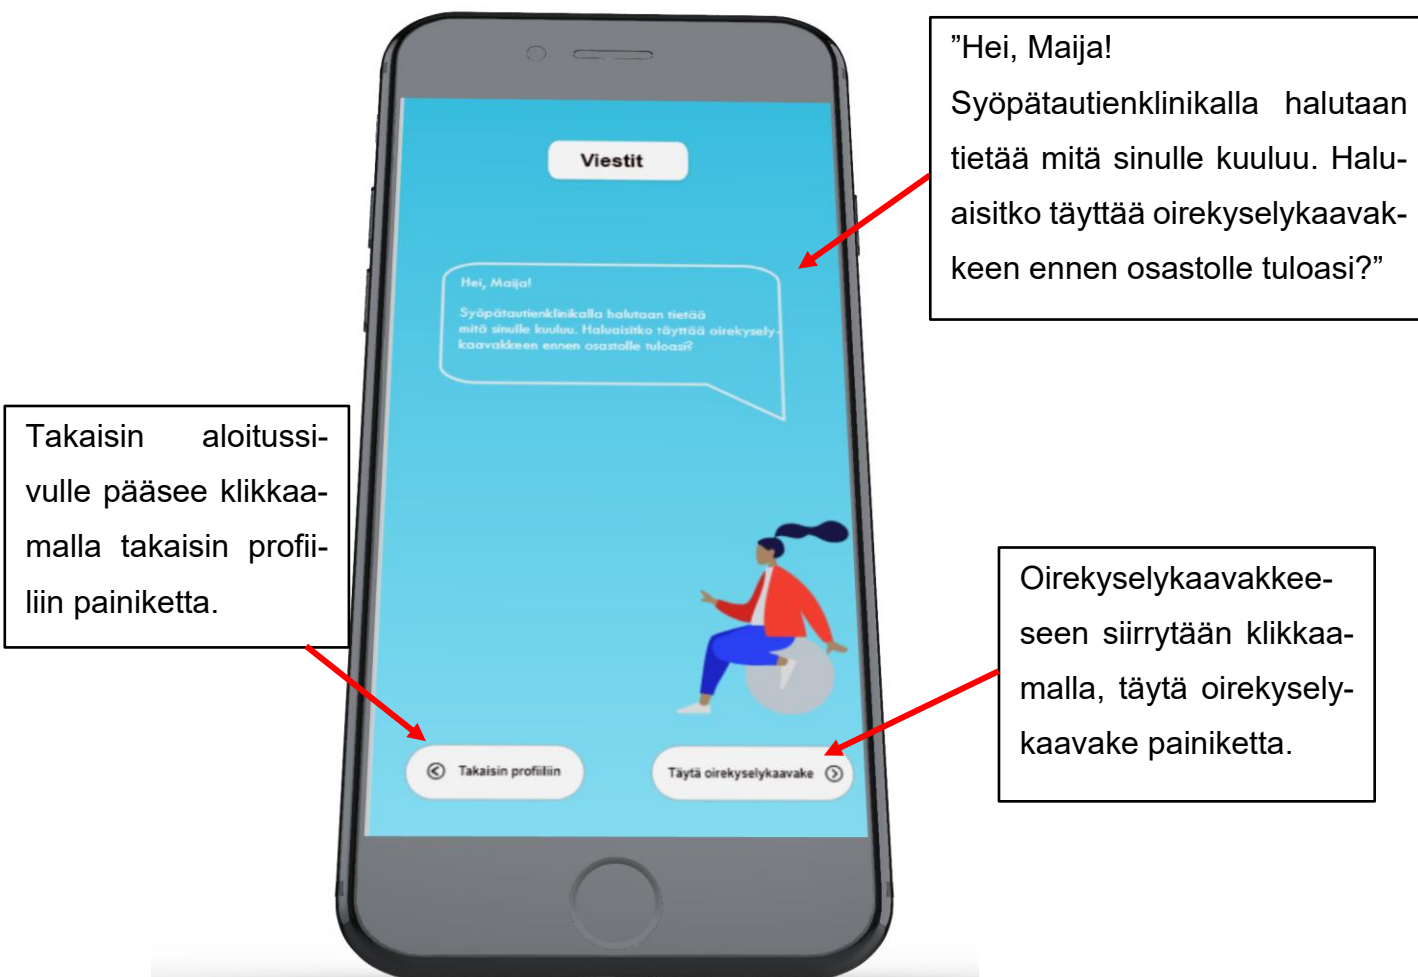 ”Hei, Maija!
Syöpätautienklinikalla halutaan
tietää mitä sinulle kuuluu. Halu-
aisitko täyttää oirekyselykaavak-
keen ennen osastolle tuloasi?”
Viestit
Hei, Maija!
Syöpätautienklinikalla halutaan tietää
mitä sinulle kuuluu. Haluaisitko täyttää oirekysely-
kaavakkeen ennen osastolle tuloasi?
Takaisin aloitussi-
vulle pääsee klikkaa-
malla takaisin profii-
liin painiketta.
Oirekyselykaavakkee-
seen siirrytään klikkaa-
malla, täytä oirekysely-
kaavake painiketta.
Takaisin profiiliin
Täytä oirekyselykaavake